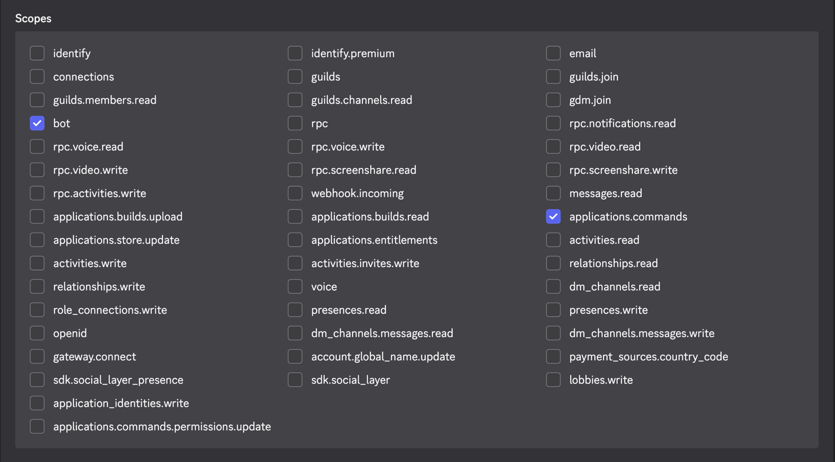 Scopes
identify
identify.premium
email
connections
guilds
guilds.join
guilds.members.read
guilds.channels.read
gdm.join
bot
rpc
rpc.notifications.read
rpc.voice.read
rpc.voice.write
rpc.video.read
rpc.video.write
rpc.screenshare.read
rpc.screenshare.write
rpc.activities.write
webhook.incoming
messages.read
applications.builds.upload
applications.builds.read
applications.commands
applications.store.update
applications.entitlements
activities.read
activities.write
activities.invites.write
relationships.read
relationships.write
voice
dm_channels.read
role_connections.write
presences.read
presences.write
openid
dm_channels.messages.read
dm_channels.messages.write
gateway.connect
account.global_name.update
payment_sources.country_code
sdk.social_layer_presence
sdk.social_layer
lobbies.write
application_identities.write
applications.commands.permissions.update